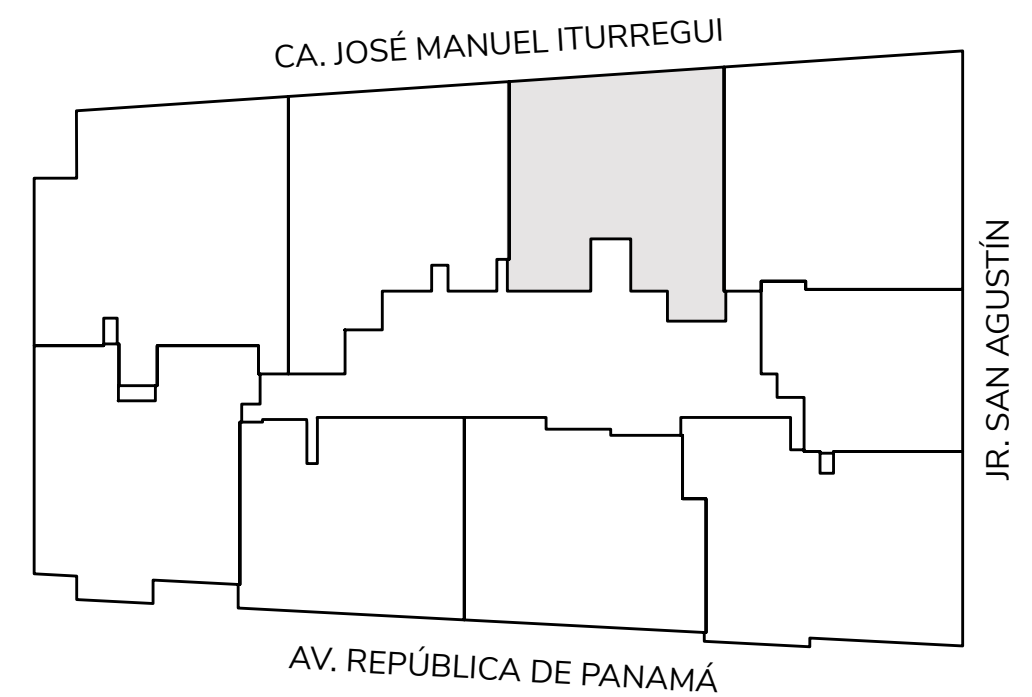 CA. JOSÉ MANUEL ITURREGUI
JR. SAN AGUSTÍN
AV. REPÚBLICA DE PANAMÁ